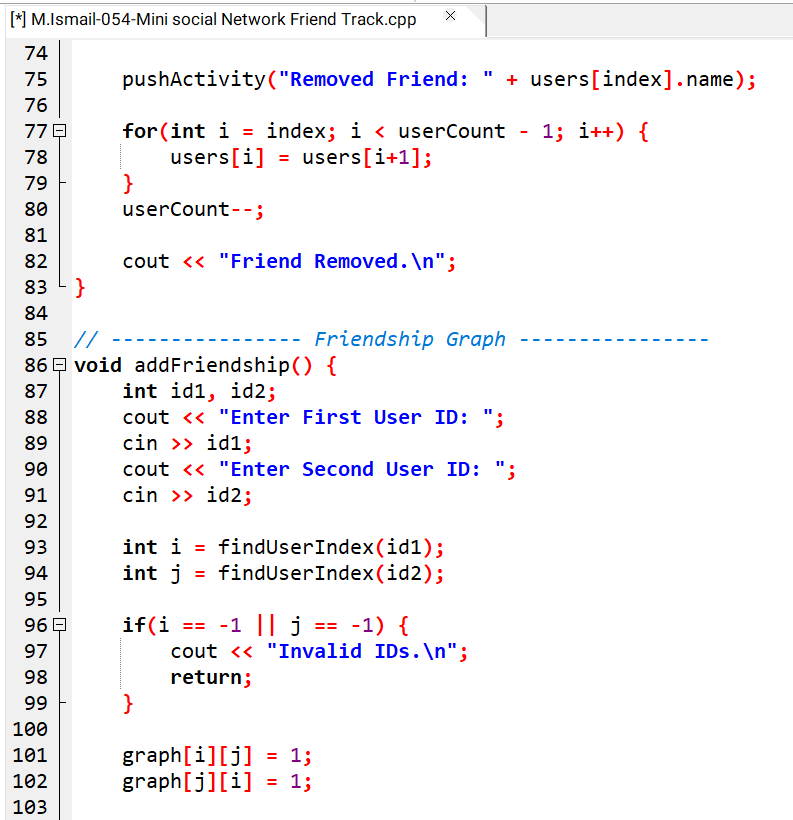 [*] M.Ismail-054-Mini social Network Friend Track.cpp ×
74
75 pushActivity("Removed Friend: " + users[index].name);
76
77 for(int i = index; i < userCount - 1; i++) {
78 users[i] = users[i+1];
79 }
80 userCount--;
81
82 cout << "Friend Removed.\n";
83 }
84
85 // ---------------- Friendship Graph ----------------
86 void addFriendship() {
87 int id1, id2;
88 cout << "Enter First User ID: ";
89 cin >> id1;
90 cout << "Enter Second User ID: ";
91 cin >> id2;
92
93 int i = findUserIndex(id1);
94 int j = findUserIndex(id2);
95
96 if(i == -1 || j == -1) {
97 cout << "Invalid IDs.\n";
98 return;
99 }
100
101 graph[i][j] = 1;
102 graph[j][i] = 1;
103